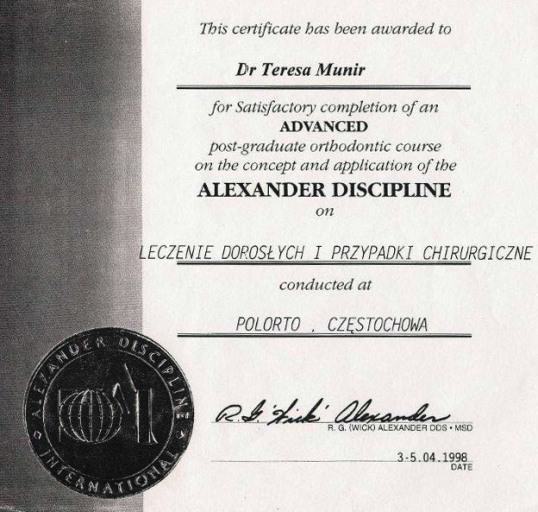 This certificate has been awarded to
Dr Teresa Munir
for Satisfactory completion of an
ADVANCED
post-graduate orthodontic course
on the concept and application of the
ALEXANDER DISCIPLINE
on
LECZENIE DOROSŁYCH I PRZYPADKI CHIRURGICZNE
conducted at
POLORTO , CZĘSTOCHOWA
ALEXANDER DISCIPLINE
INTERNATIONAL
R. G. 'Wick' Alexander
R. G. (WICK) ALEXANDER DDS • MSD
3-5.04.1998
DATE